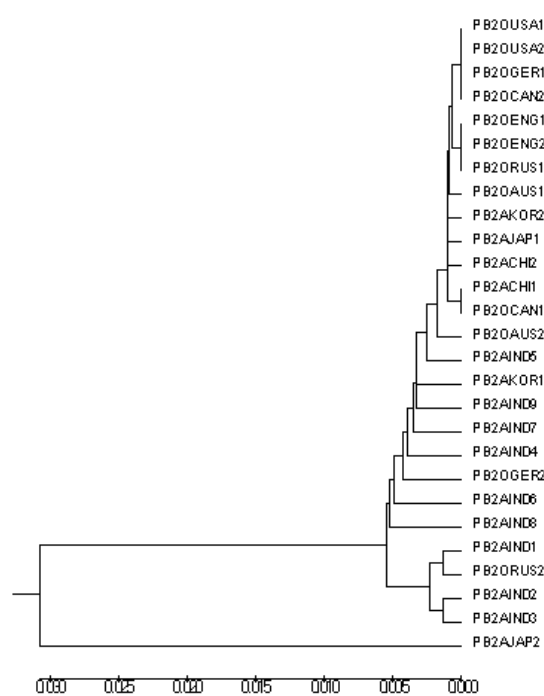 PB2OUSA1
PB2OUSA2
PB2OGER1
PB2OCAN2
PB2OENG1
PB2OENG2
PB2ORUS1
PB2OAUS1
PB2AKOR2
PB2AJAP1
PB2ACHI2
PB2ACHI1
PB2OCAN1
PB2OAUS2
PB2AIND5
PB2AKOR1
PB2AIND9
PB2AIND7
PB2AIND4
PB2OGER2
PB2AIND6
PB2AIND8
PB2AIND1
PB2ORUS2
PB2AIND2
PB2AIND3
PB2AJAP2
0.030 0.025 0.020 0.015 0.010 0.005 0.000